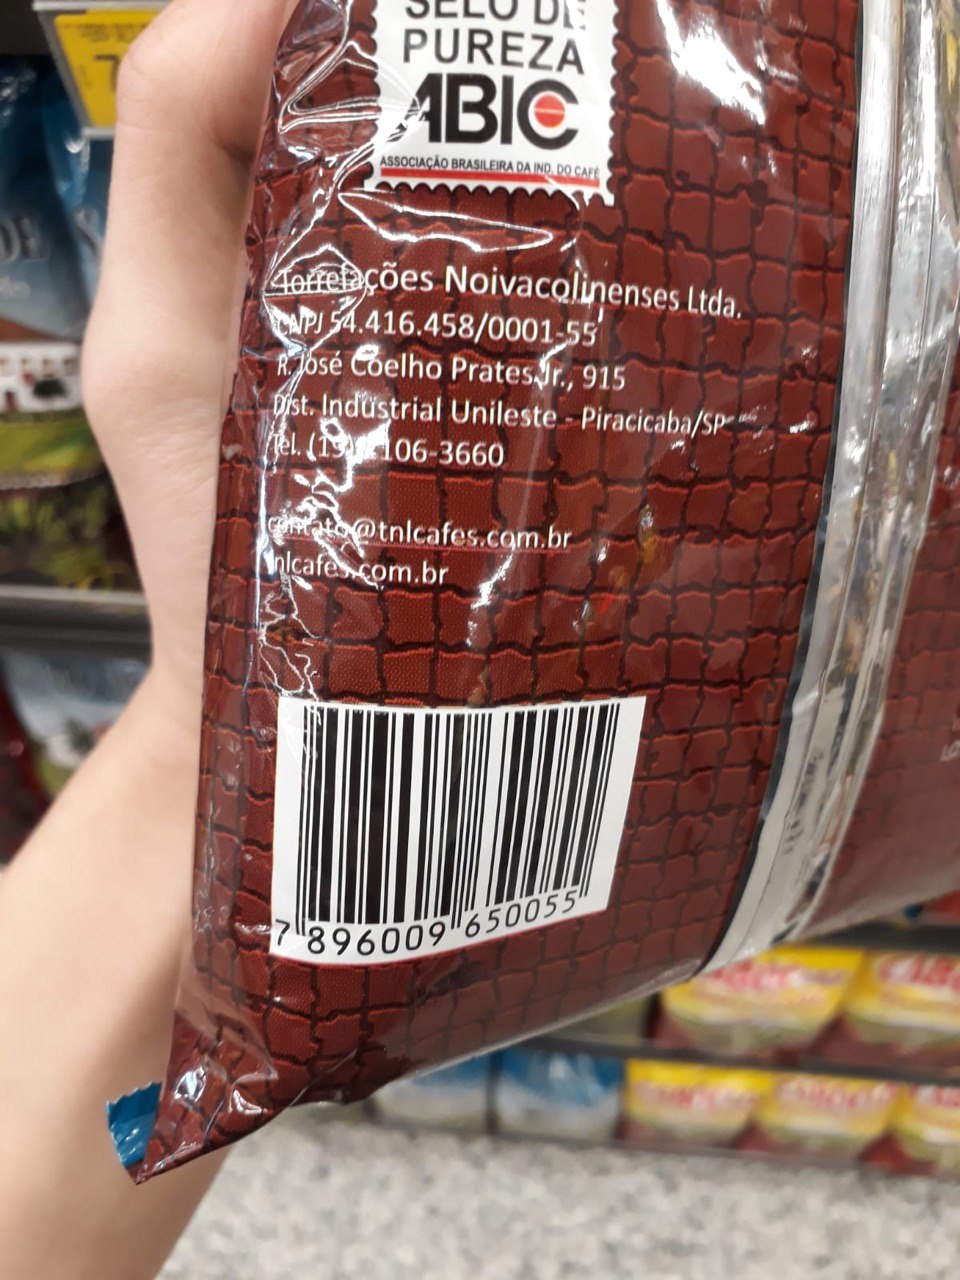 SELO DE
PUREZA
ABIC
ASSOCIAÇÃO BRASILEIRA DA IND. DO CAFÉ
Torrefações Noivacolinenses Ltda.
CNPJ 54.416.458/0001-55
R. José Coelho Prates Jr., 915
Dist. Industrial Unileste - Piracicaba/SP
Tel. (19) 106-3660
contato@tnlcafes.com.br
tnlcafes.com.br
7 896009 650055